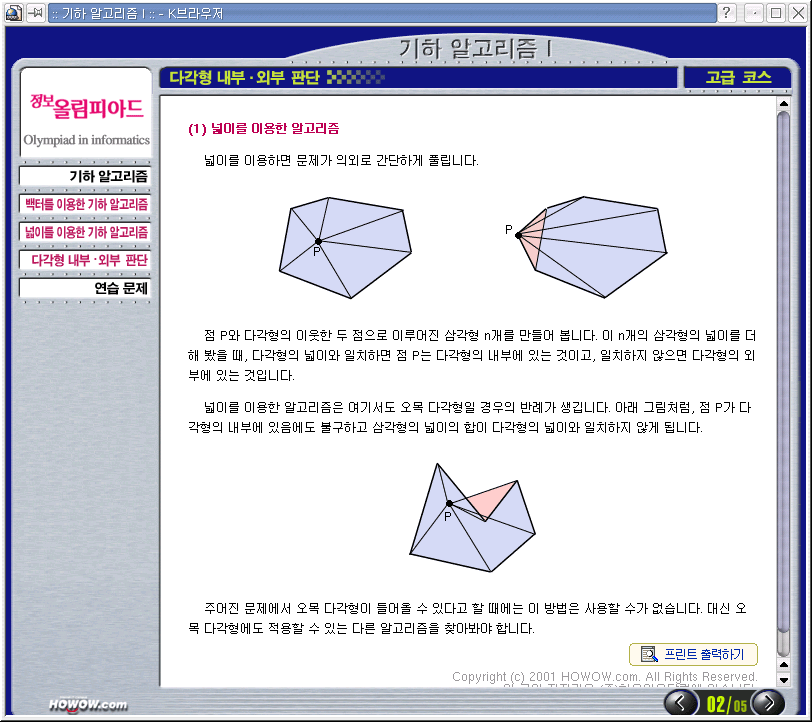 :: 기하 알고리즘 I :: - K브라우저
기하 알고리즘 I
정보올림피아드
Olympiad in informatics
다각형 내부·외부 판단
고급 코스
기하 알고리즘
백터를 이용한 기하 알고리즘
넓이를 이용한 기하 알고리즘
다각형 내부·외부 판단
연습 문제
(1) 넓이를 이용한 알고리즘
넓이를 이용하면 문제가 의외로 간단하게 풀립니다.
P
P
점 P와 다각형의 이웃한 두 점으로 이루어진 삼각형 n개를 만들어 봅니다. 이 n개의 삼각형의 넓이를 더
해 봤을 때, 다각형의 넓이와 일치하면 점 P는 다각형의 내부에 있는 것이고, 일치하지 않으면 다각형의 외
부에 있는 것입니다.
넓이를 이용한 알고리즘은 여기서도 오목 다각형일 경우의 반례가 생깁니다. 아래 그림처럼, 점 P가 다
각형의 내부에 있음에도 불구하고 삼각형의 넓이의 합이 다각형의 넓이와 일치하지 않게 됩니다.
P
주어진 문제에서 오목 다각형이 들어올 수 있다고 할 때에는 이 방법은 사용할 수가 없습니다. 대신 오
목 다각형에도 적용할 수 있는 다른 알고리즘을 찾아봐야 합니다.
프린트 출력하기
Copyright (c) 2001 HOWOW.com. All Rights Reserved.
HOWOW.com
02/05